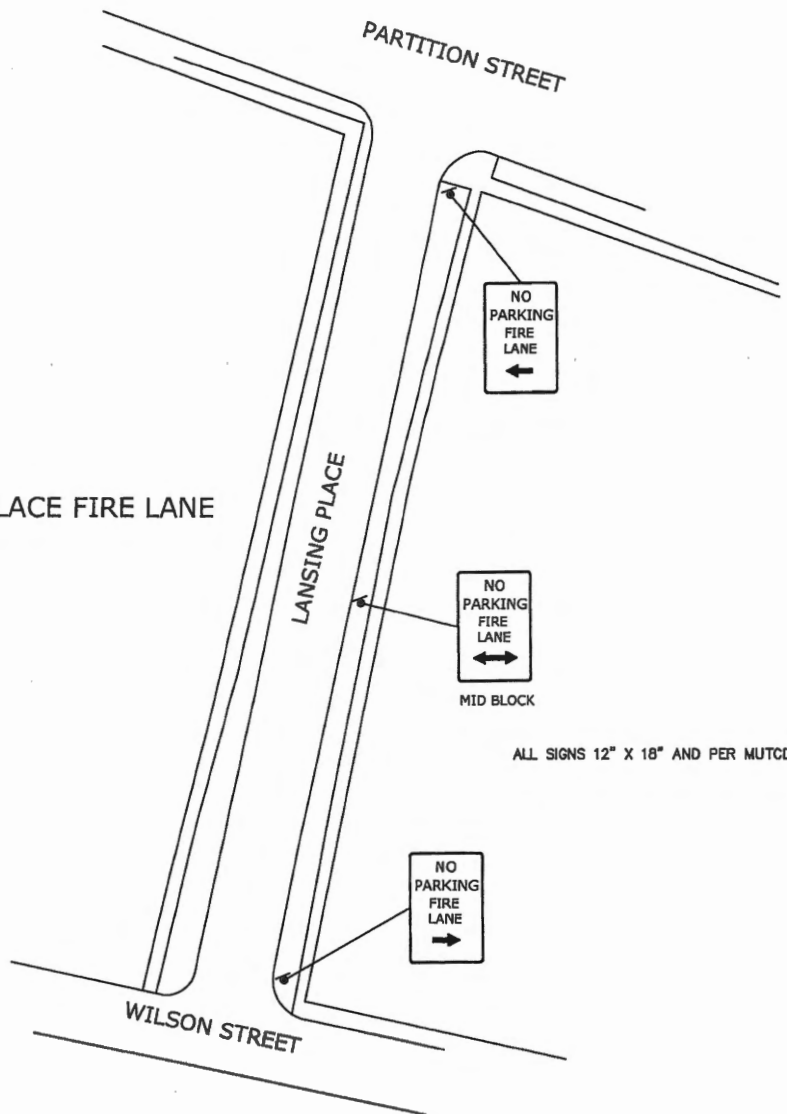 PARTITION STREET
NO
PARKING
FIRE
LANE
LACE FIRE LANE
LANSING PLACE
NO
PARKING
FIRE
LANE
MID BLOCK
ALL SIGNS 12" X 18" AND PER MUTCD
NO
PARKING
FIRE
LANE
WILSON STREET